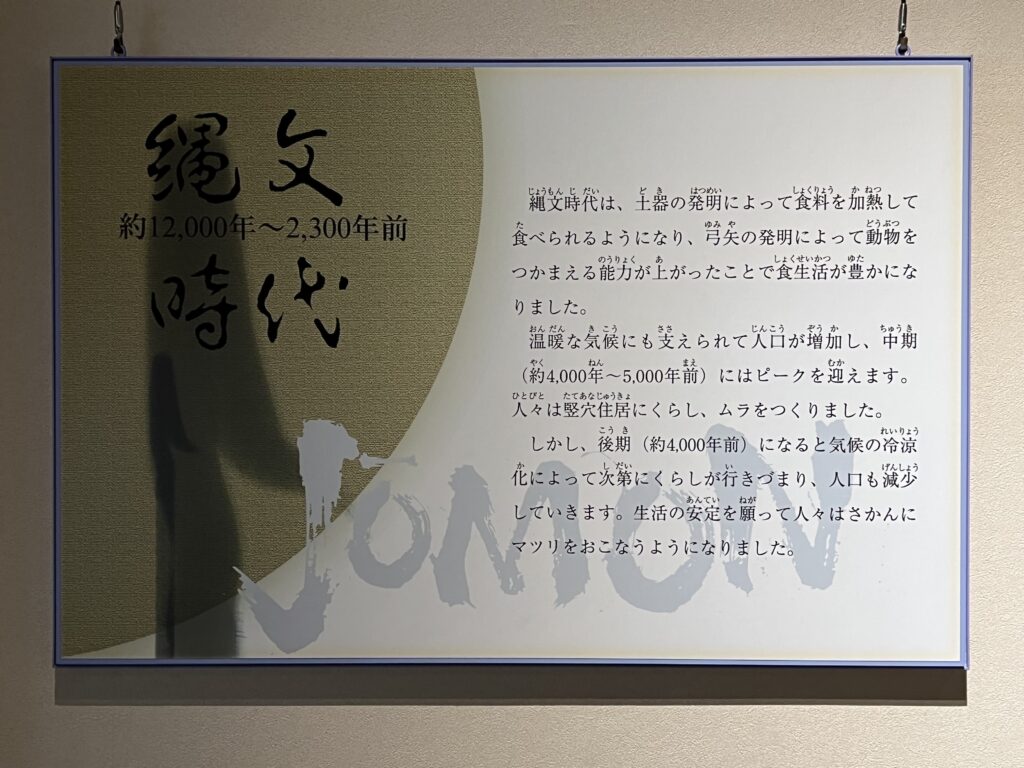 縄文
約12,000年～2,300年前
時代
縄文時代は、土器の発明によって食料を加熱して
食べられるようになり、弓矢の発明によって動物を
つかまえる能力が上がったことで食生活が豊かにな
りました。
温暖な気候にも支えられて人口が増加し、中期
（約4,000年～5,000年前）にはピークを迎えます。
人々は竪穴住居にくらし、ムラをつくりました。
しかし、後期（約4,000年前）になると気候の冷涼
化によって次第にくらしが行きづまり、人口も減少
していきます。生活の安定を願って人々はさかんに
マツリをおこなうようになりました。
JOMON